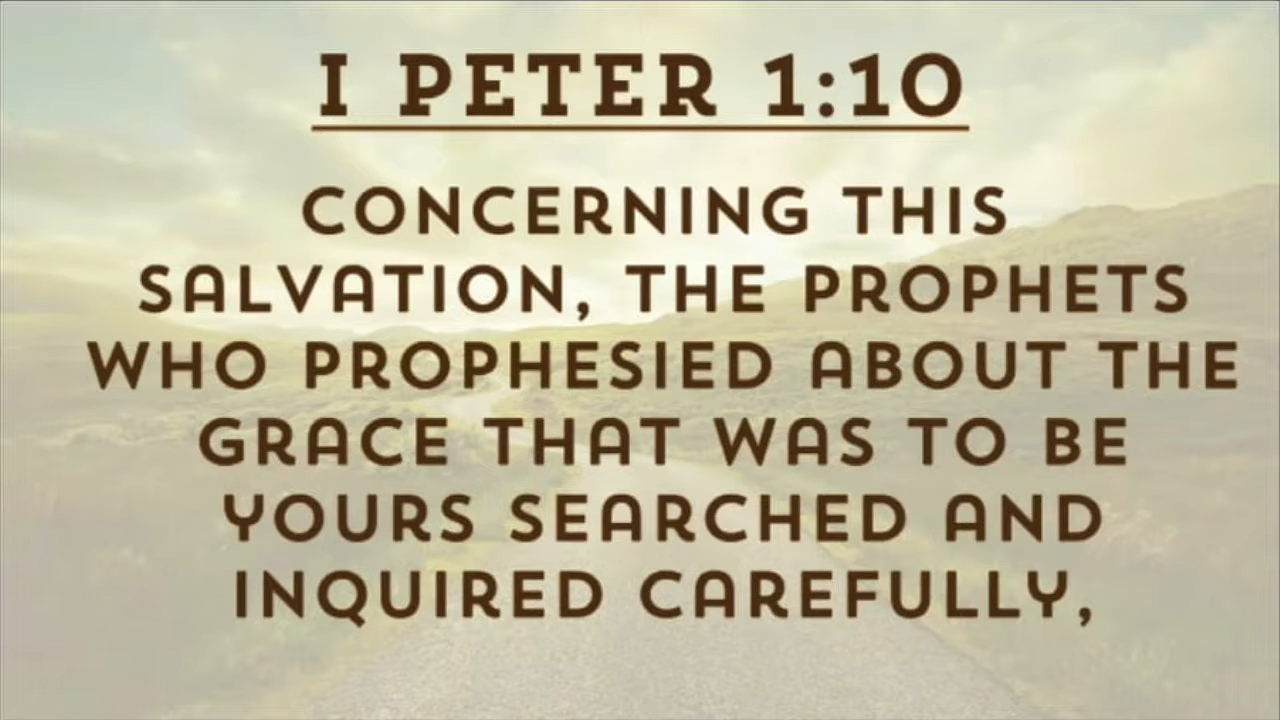 I PETER 1:10
CONCERNING THIS
SALVATION, THE PROPHETS
WHO PROPHESIED ABOUT THE
GRACE THAT WAS TO BE
YOURS SEARCHED AND
INQUIRED CAREFULLY,